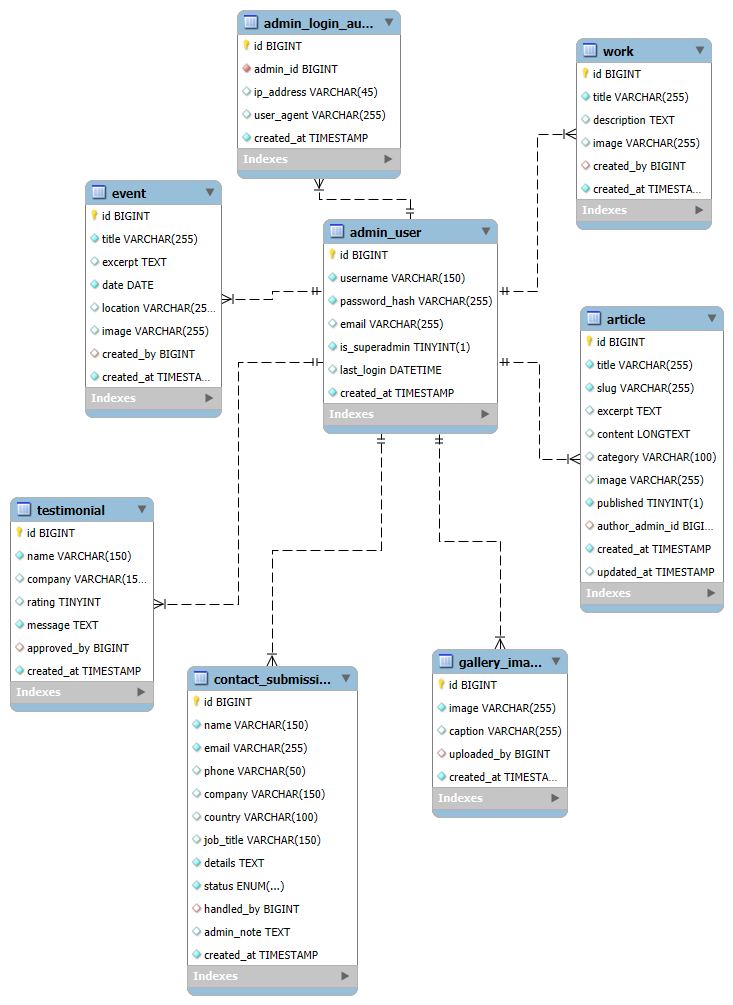 admin_login_au...
id BIGINT
admin_id BIGINT
ip_address VARCHAR(45)
user_agent VARCHAR(255)
created_at TIMESTAMP
Indexes
work
id BIGINT
title VARCHAR(255)
description TEXT
image VARCHAR(255)
created_by BIGINT
created_at TIMESTA...
Indexes
event
id BIGINT
title VARCHAR(255)
excerpt TEXT
date DATE
location VARCHAR(25...
image VARCHAR(255)
created_by BIGINT
created_at TIMESTA...
Indexes
admin_user
id BIGINT
username VARCHAR(150)
password_hash VARCHAR(255)
email VARCHAR(255)
is_superadmin TINYINT(1)
last_login DATETIME
created_at TIMESTAMP
Indexes
article
id BIGINT
title VARCHAR(255)
slug VARCHAR(255)
excerpt TEXT
content LONGTEXT
category VARCHAR(100)
image VARCHAR(255)
published TINYINT(1)
author_admin_id BIGI...
created_at TIMESTAMP
updated_at TIMESTAMP
Indexes
testimonial
id BIGINT
name VARCHAR(150)
company VARCHAR(15...
rating TINYINT
message TEXT
approved_by BIGINT
created_at TIMESTAMP
Indexes
contact_submissi...
id BIGINT
name VARCHAR(150)
email VARCHAR(255)
phone VARCHAR(50)
company VARCHAR(150)
country VARCHAR(100)
job_title VARCHAR(150)
details TEXT
status ENUM(...)
handled_by BIGINT
admin_note TEXT
created_at TIMESTAMP
Indexes
gallery_ima...
id BIGINT
image VARCHAR(255)
caption VARCHAR(255)
uploaded_by BIGINT
created_at TIMESTA...
Indexes